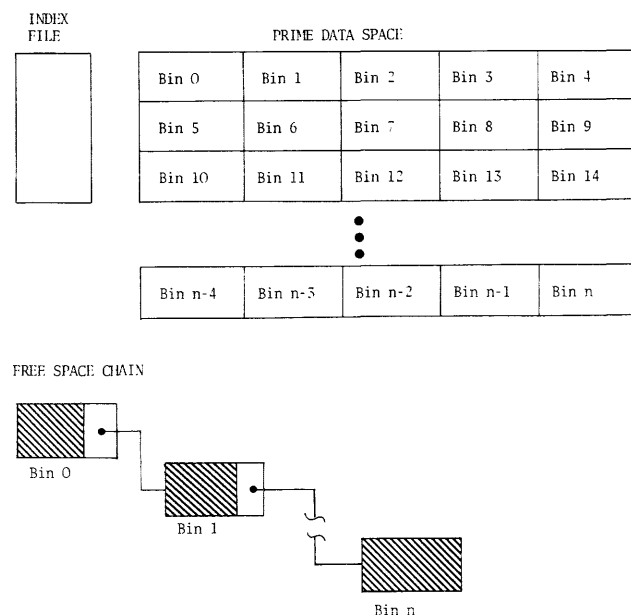 INDEX
FILE
PRIME DATA SPACE
Bin 0 Bin 1 Bin 2 Bin 3 Bin 4
Bin 5 Bin 6 Bin 7 Bin 8 Bin 9
Bin 10 Bin 11 Bin 12 Bin 13 Bin 14
Bin n-4 Bin n-3 Bin n-2 Bin n-1 Bin n
FREE SPACE CHAIN
Bin 0
Bin 1
Bin n